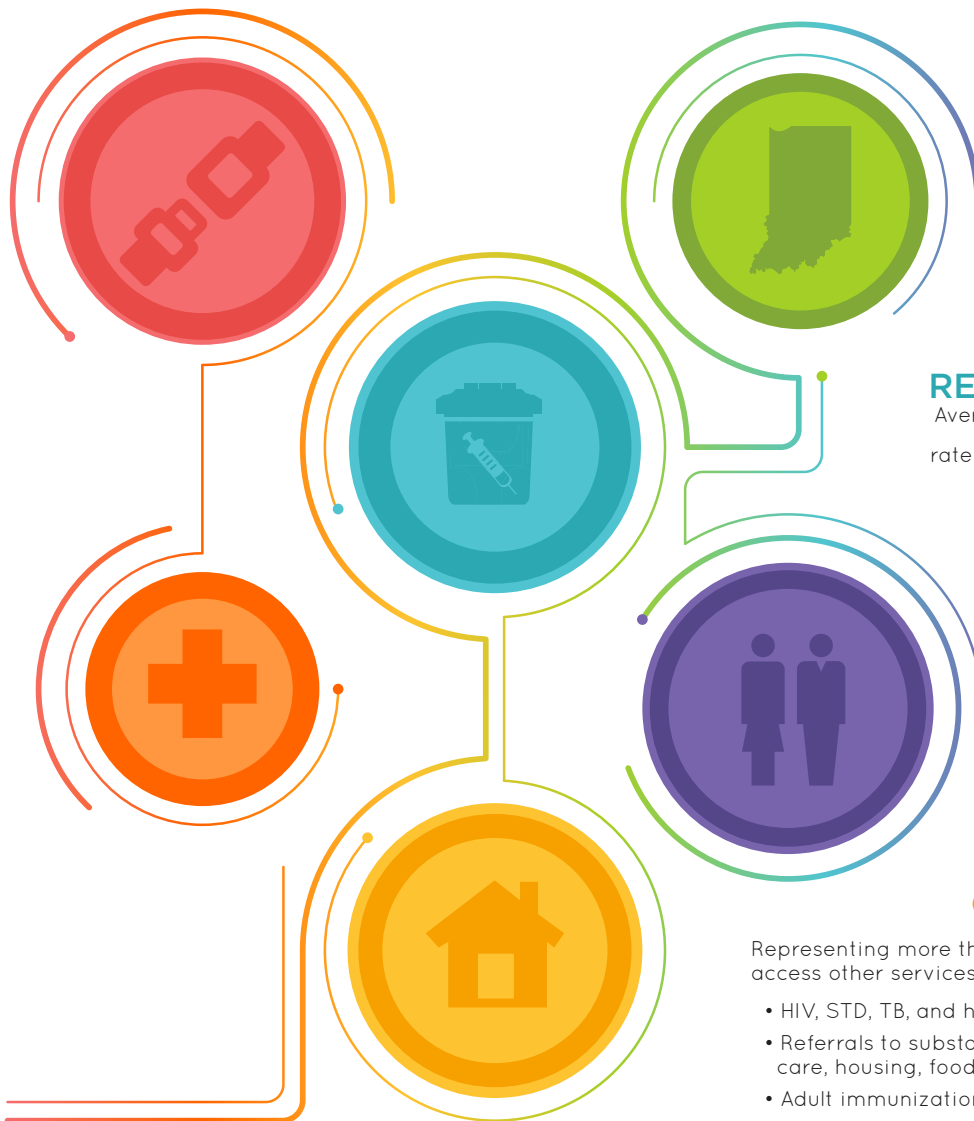 RE
Aver
rate
Representing more th
access other services
• HIV, STD, TB, and h
• Referrals to substa
care, housing, food
• Adult immunization